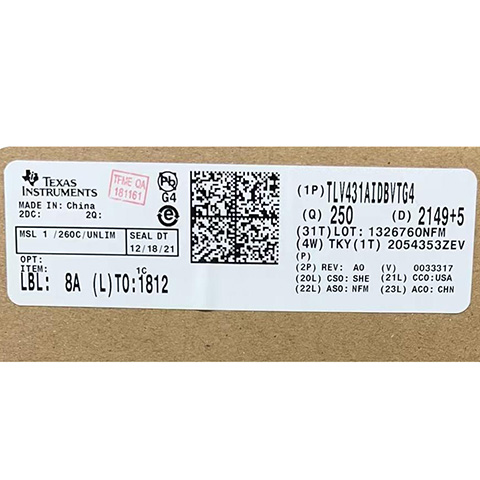 TEXAS
INSTRUMENTS
MADE IN: China
2DC: 2Q:
TFME QA
181161
Pb
G4
e
MSL 1 /260C/UNLIM
SEAL DT
12/18/21
OPT:
ITEM:
1C
LBL: 8A (L)TO:1812
(1P)TLV431AIDBVTG4
(Q) 250 (D) 2149+5
(31T)LOT: 1326760NFM
(4W) TKY(1T) 2054353ZEV
(P)
(2P) REV: A0 (V) 0033317
(20L) CSO: SHE (21L) CCO:USA
(22L) ASO: NFM (23L) ACO: CHN